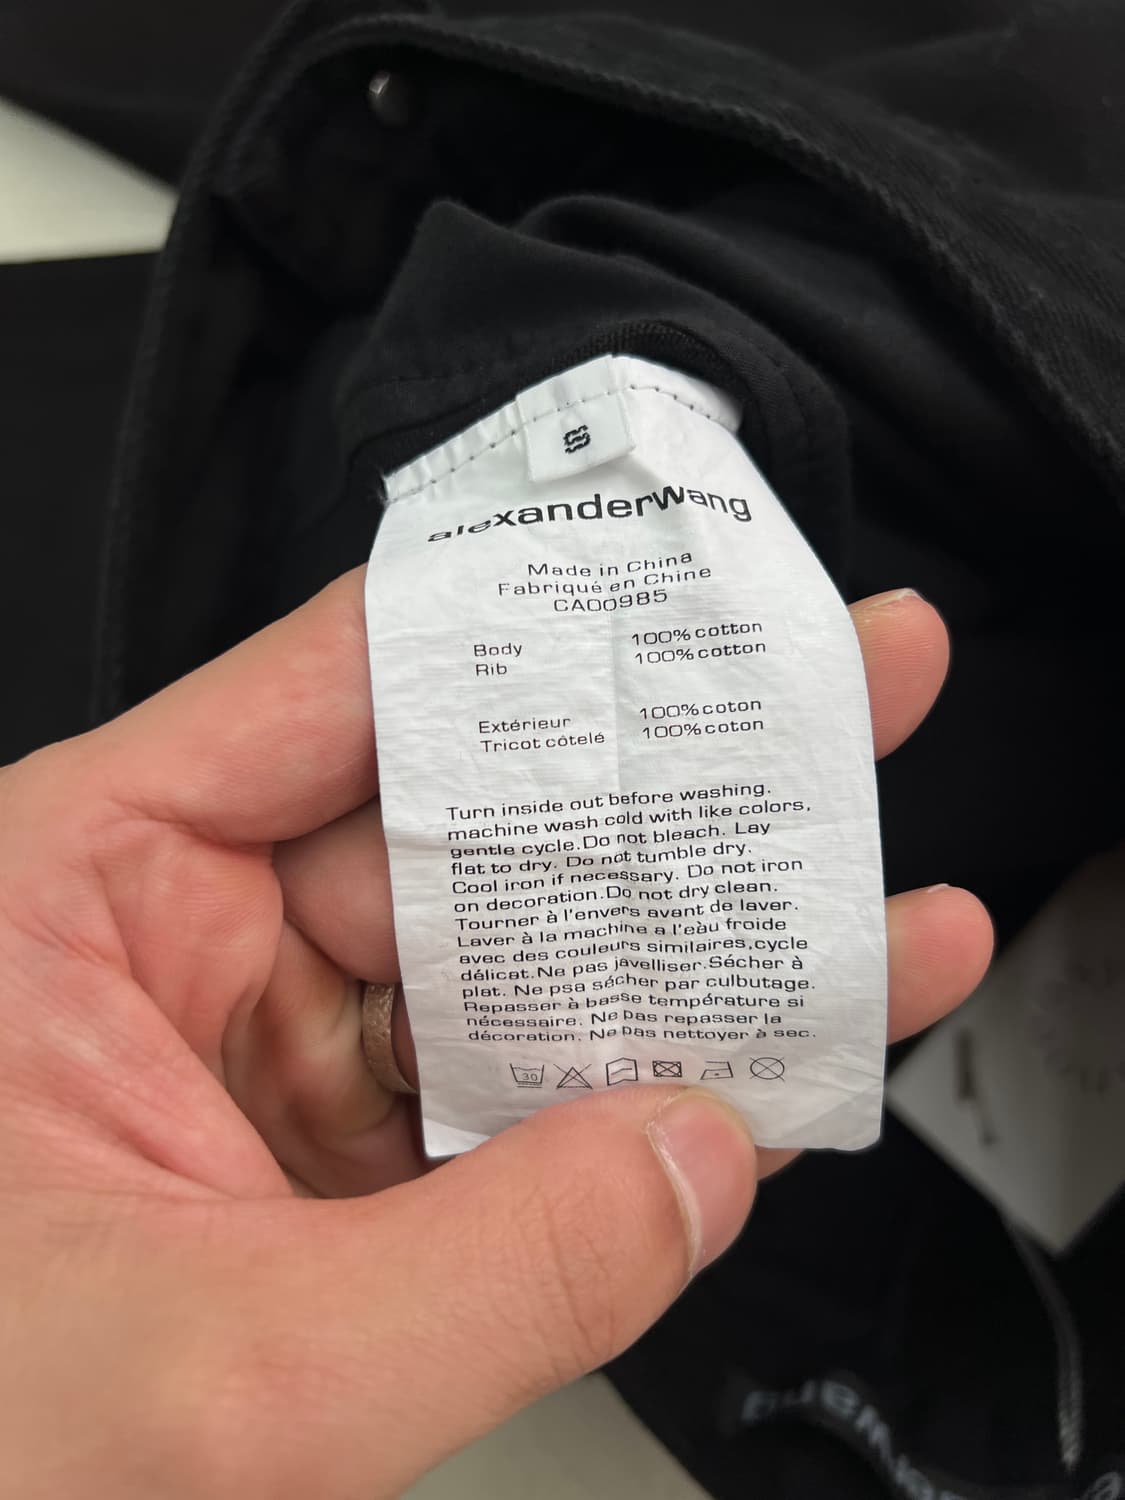 S
alexanderwang
Made in China
Fabriqué en Chine
CA00985
Body 100% cotton
Rib 100% cotton
Extérieur 100% coton
Tricot côtelé 100% coton
Turn inside out before washing.
machine wash cold with like colors,
gentle cycle.Do not bleach. Lay
flat to dry. Do not tumble dry.
Cool iron if necessary. Do not iron
on decoration.Do not dry clean.
Tourner à l'envers avant de laver.
Laver à la machine a l'eàu froide
avec des couleurs similaires,cycle
délicat.Ne pas javelliser.Sécher à
plat. Ne psa sécher par culbutage.
Repasser à basse température si
nécessaire. Ne pas repasser la
décoration. Ne pas nettoyer à sec.
30